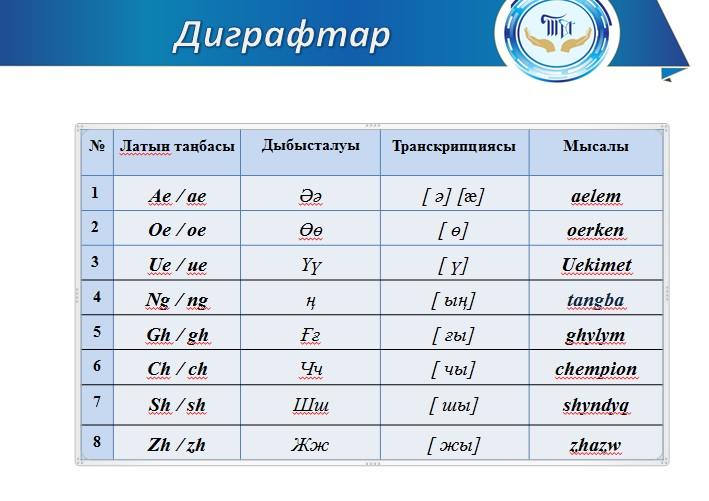 Диграфтар
№ Латын таңбасы Дыбысталуы Транскрипциясы Мысалы
1 Ae / ae Әә [ ә] [æ] aelem
2 Oe / oe Өө [ ө] oerken
3 Ue / ue Үү [ ү] Uekimet
4 Ng / ng ң [ ың] tangba
5 Gh / gh Ғғ [ ғы] ghylym
6 Ch / ch Чч [ чы] chempion
7 Sh / sh Шш [ шы] shyndyq
8 Zh / zh Жж [ жы] zhazw